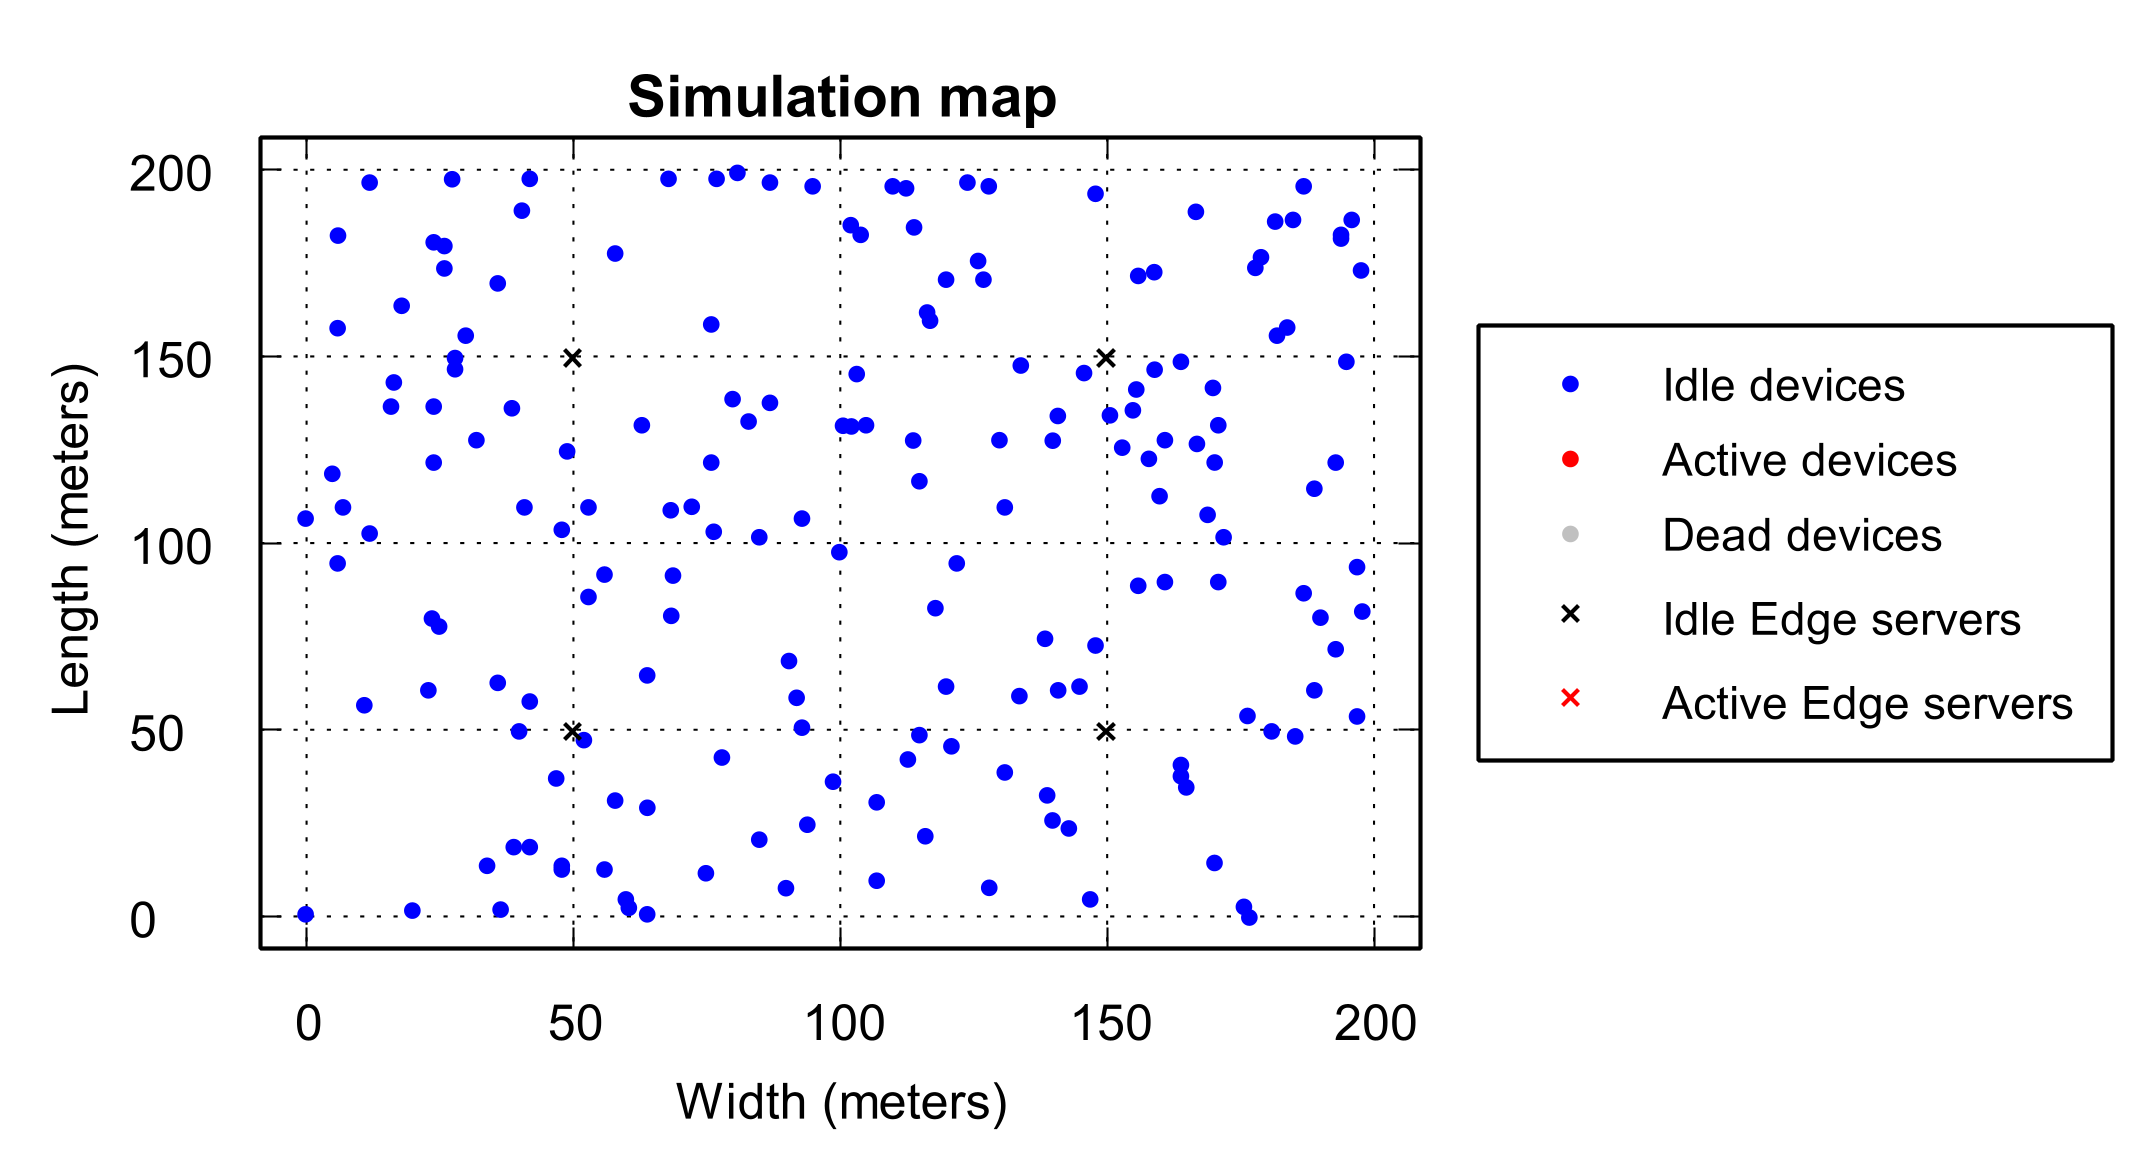 Simulation map
200
150
100
50
0
Length (meters)
0 50 100 150 200
Width (meters)
Idle devices
Active devices
Dead devices
Idle Edge servers
Active Edge servers